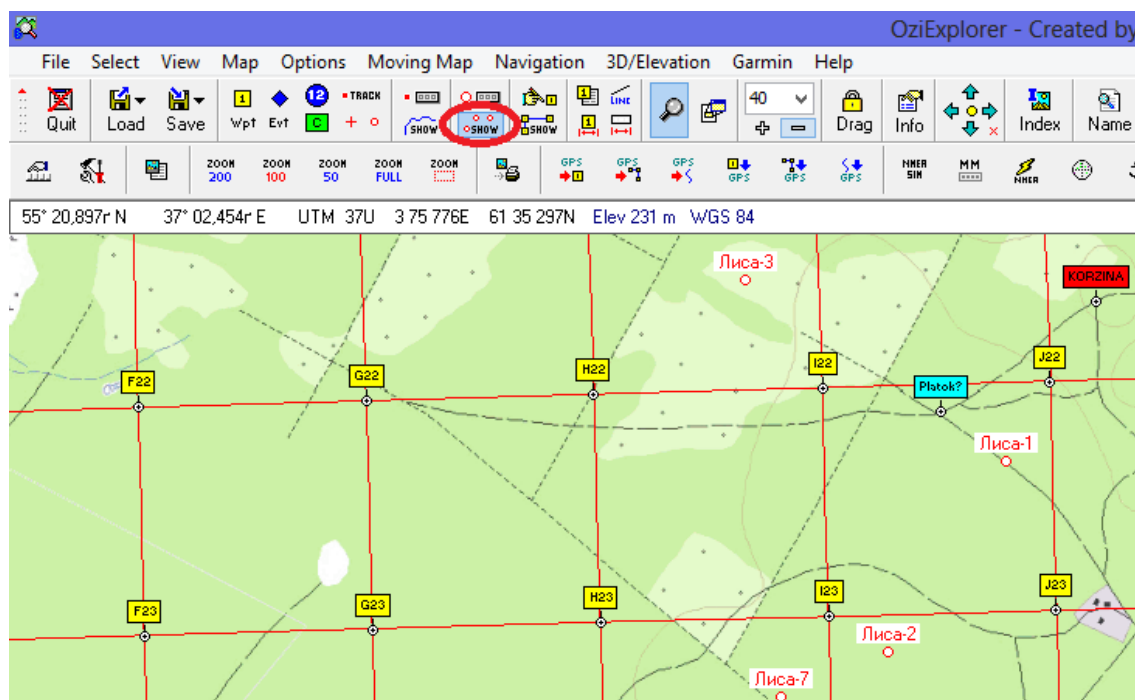 OziExplorer - Created by
File Select View Map Options Moving Map Navigation 3D/Elevation Garmin Help
Quit Load Save 1 Wpt Evt 12 C TRACK SHOW SHOW SHOW 1 1 LINE 40 Drag Info Index Name
ZOOM 200 ZOOM 100 ZOOM 50 ZOOM FULL ZOOM GPS GPS GPS GPS GPS GPS NMEA SIM MM NMEA
55° 20,897r N 37° 02,454r E UTM 37U 3 75 776E 61 35 297N Elev 231 m WGS 84
Лиса-3
KORZINA
F22 G22 H22 I22 J22
Platok?
Лиса-1
F23 G23 H23 I23 J23
Лиса-2
Лиса-7